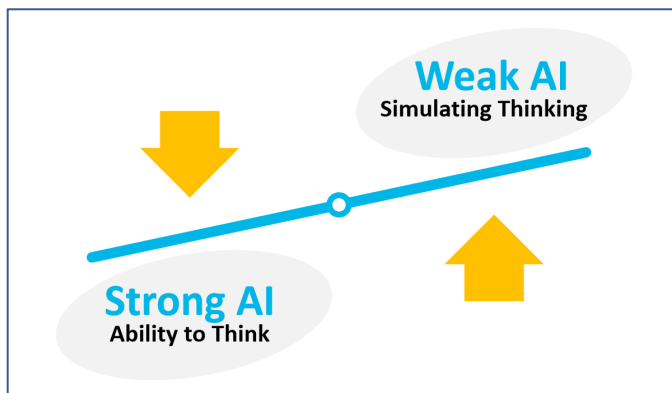 Weak AI
Simulating Thinking
Strong AI
Ability to Think